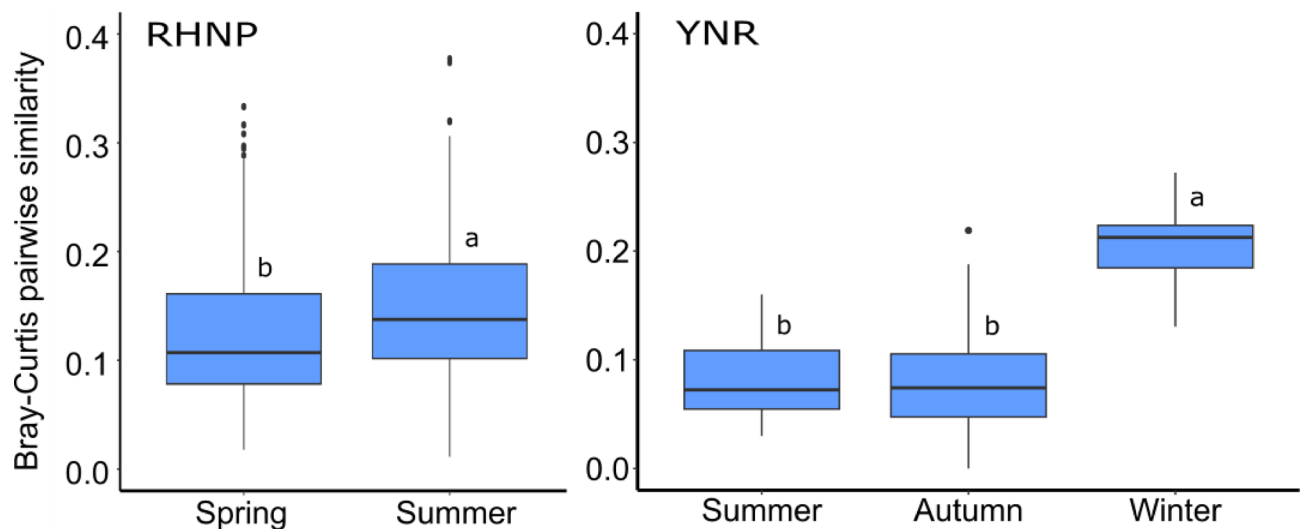 Bray-Curtis pairwise similarity
RHNP
0.4
0.3
0.2
0.1
0.0
b
a
Spring
Summer
YNR
0.4
0.3
0.2
0.1
0.0
b
b
a
Summer
Autumn
Winter